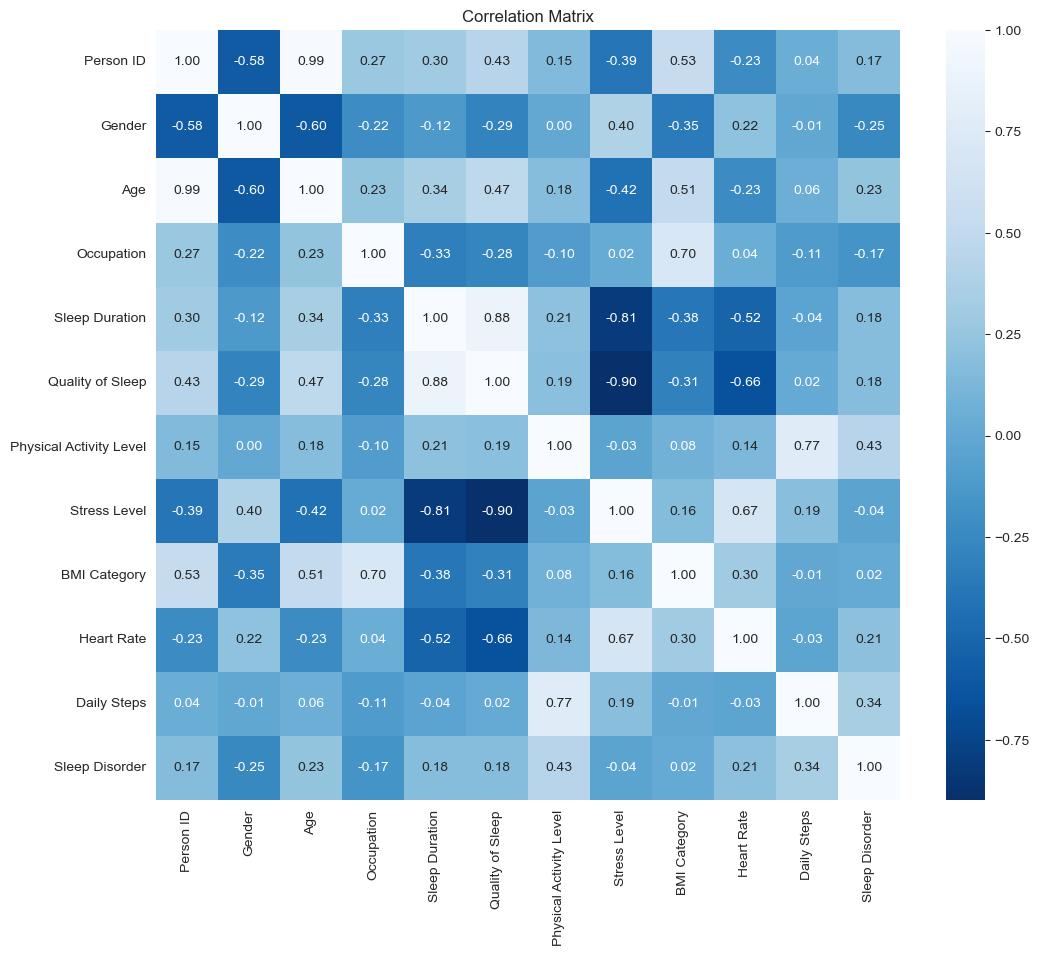 Correlation Matrix
Person ID 1.00 -0.58 0.99 0.27 0.30 0.43 0.15 -0.39 0.53 -0.23 0.04 0.17
Gender -0.58 1.00 -0.60 -0.22 -0.12 -0.29 0.00 0.40 -0.35 0.22 -0.01 -0.25
Age 0.99 -0.60 1.00 0.23 0.34 0.47 0.18 -0.42 0.51 -0.23 0.06 0.23
Occupation 0.27 -0.22 0.23 1.00 -0.33 -0.28 -0.10 0.02 0.70 0.04 -0.11 -0.17
Sleep Duration 0.30 -0.12 0.34 -0.33 1.00 0.88 0.21 -0.81 -0.38 -0.52 -0.04 0.18
Quality of Sleep 0.43 -0.29 0.47 -0.28 0.88 1.00 0.19 -0.90 -0.31 -0.66 0.02 0.18
Physical Activity Level 0.15 0.00 0.18 -0.10 0.21 0.19 1.00 -0.03 0.08 0.14 0.77 0.43
Stress Level -0.39 0.40 -0.42 0.02 -0.81 -0.90 -0.03 1.00 0.16 0.67 0.19 -0.04
BMI Category 0.53 -0.35 0.51 0.70 -0.38 -0.31 0.08 0.16 1.00 0.30 -0.01 0.02
Heart Rate -0.23 0.22 -0.23 0.04 -0.52 -0.66 0.14 0.67 0.30 1.00 -0.03 0.21
Daily Steps 0.04 -0.01 0.06 -0.11 -0.04 0.02 0.77 0.19 -0.01 -0.03 1.00 0.34
Sleep Disorder 0.17 -0.25 0.23 -0.17 0.18 0.18 0.43 -0.04 0.02 0.21 0.34 1.00
Person ID
Gender
Age
Occupation
Sleep Duration
Quality of Sleep
Physical Activity Level
Stress Level
BMI Category
Heart Rate
Daily Steps
Sleep Disorder
1.00
0.75
0.50
0.25
0.00
−0.25
−0.50
−0.75